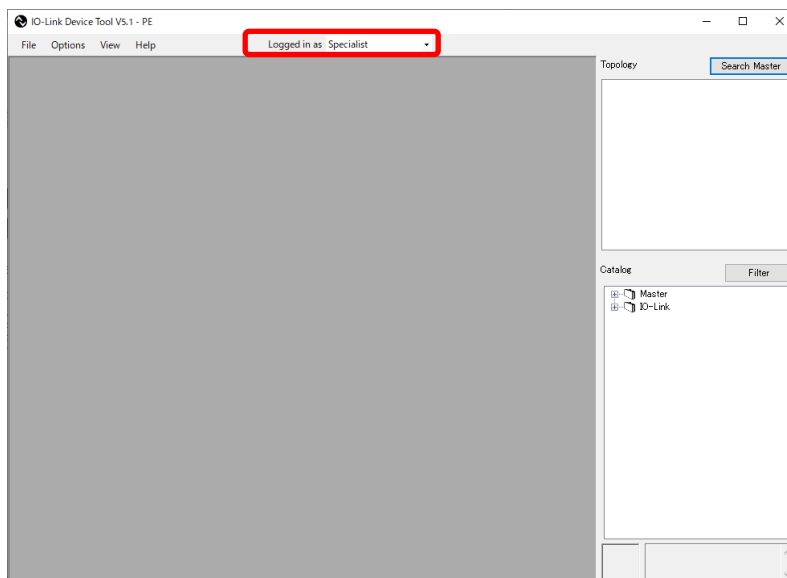 IO-Link Device Tool V5.1 - PE
File Options View Help Logged in as Specialist
Topology Search Master
Catalog Filter
Master
IO-Link